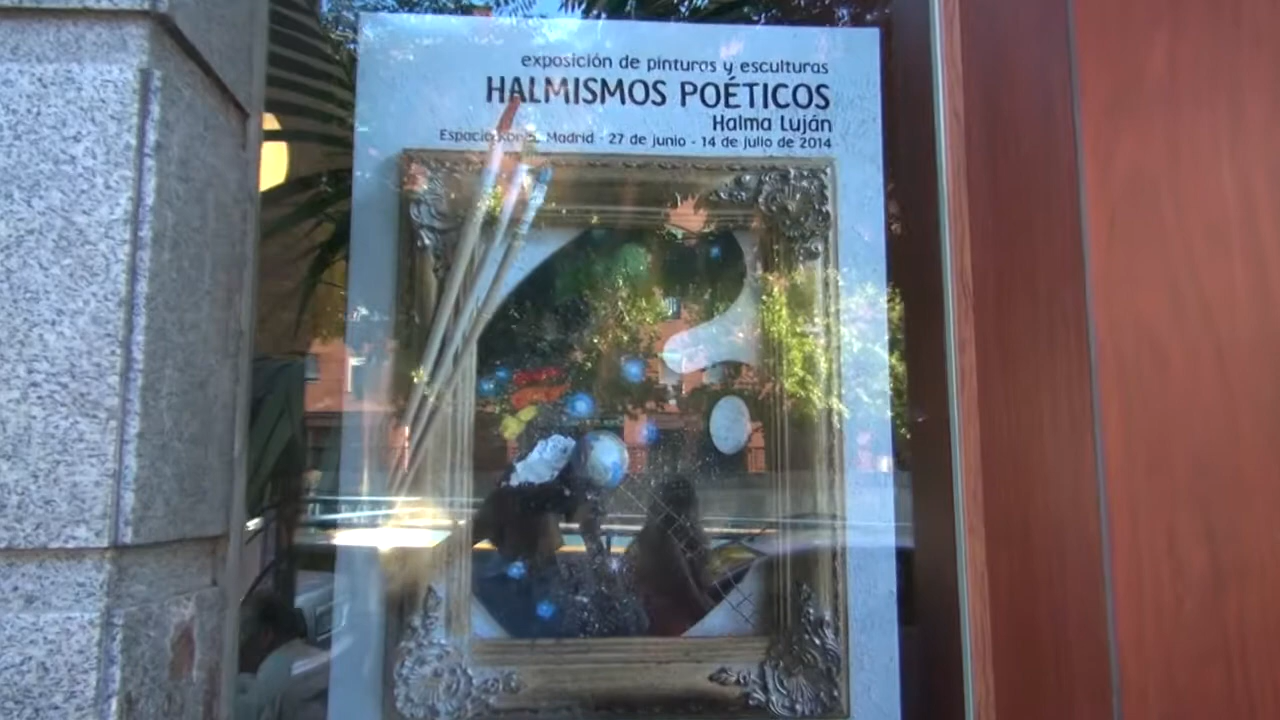 exposición de pinturas y esculturas
HALMISMOS POÉTICOS
Halma Luján
Espacio Madrid - 27 de junio - 14 de julio de 2014